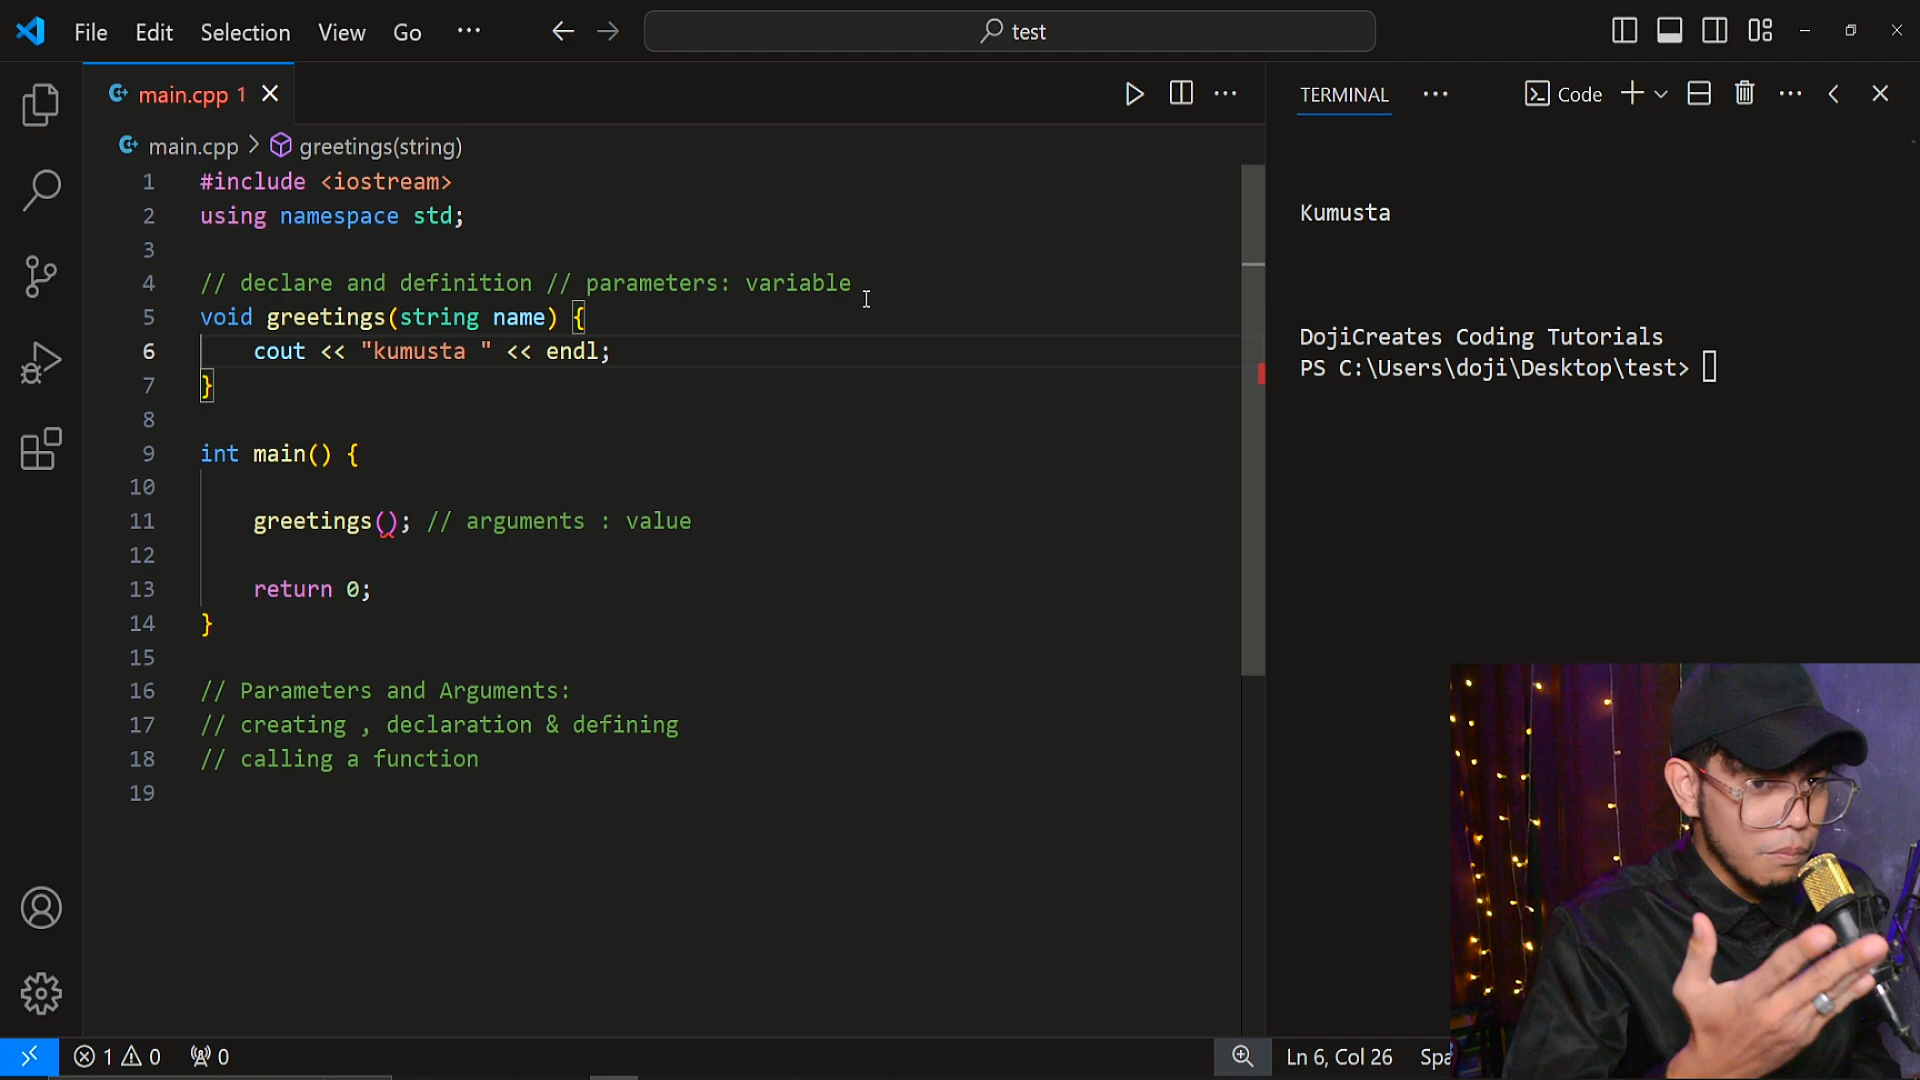 File Edit Selection View Go ... test
main.cpp 1
main.cpp > greetings(string)
1 #include <iostream>
2 using namespace std;
3
4 // declare and definition // parameters: variable
5 void greetings(string name) {
6 cout << "kumusta " << endl;
7 }
8
9 int main() {
10
11 greetings(); // arguments : value
12
13 return 0;
14 }
15
16 // Parameters and Arguments:
17 // creating , declaration & defining
18 // calling a function
19
TERMINAL ... Code
Kumusta
DojiCreates Coding Tutorials
PS C:\Users\doji\Desktop\test>
1 0 0 Ln 6, Col 26 Spa